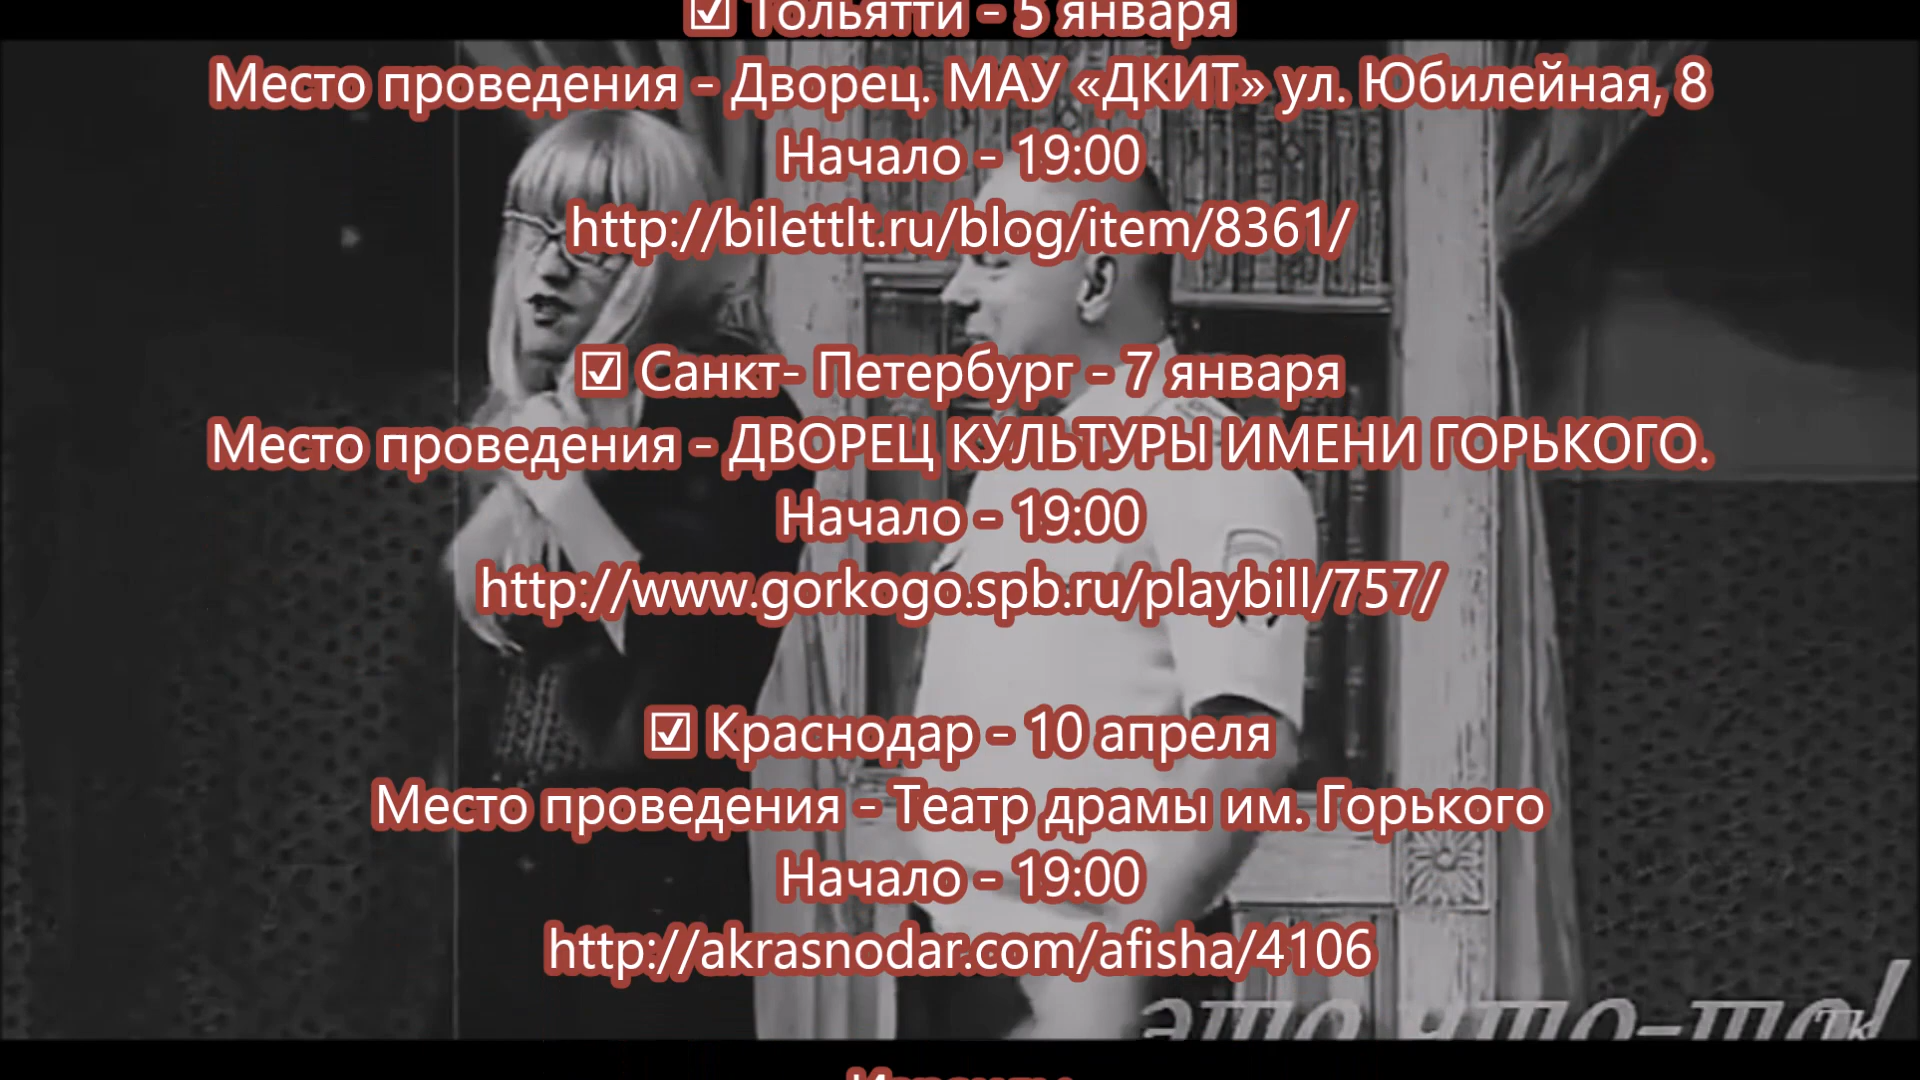 ☑ Тольятти - 5 января
Место проведения - Дворец. МАУ «ДКИТ» ул. Юбилейная, 8
Начало - 19:00
http://bilettlt.ru/blog/item/8361/
☑ Санкт- Петербург - 7 января
Место проведения - ДВОРЕЦ КУЛЬТУРЫ ИМЕНИ ГОРЬКОГО.
Начало - 19:00
http://www.gorkogo.spb.ru/playbill/757/
☑ Краснодар - 10 апреля
Место проведения - Театр драмы им. Горького
Начало - 19:00
http://akrasnodar.com/afisha/4106
это что-то!